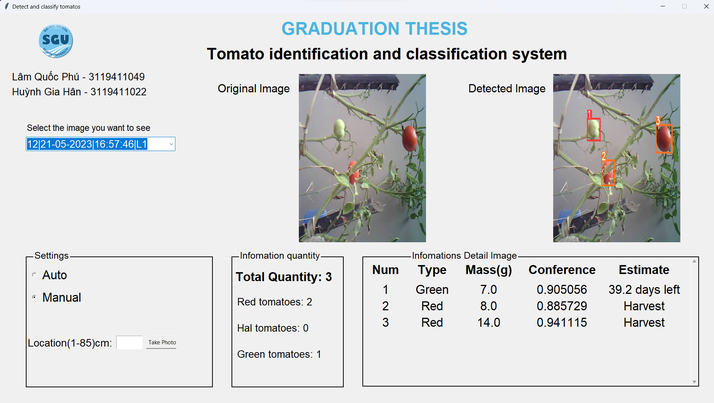 Detect and classify tomatos
SGU
GRADUATION THESIS
Tomato identification and classification system
Lâm Quốc Phú - 3119411049
Huỳnh Gia Hân - 3119411022
Original Image
Detected Image
Select the image you want to see
12|21-05-2023|16:57:46|L1
1
2
3
Settings
Auto
Manual
Location(1-85)cm:
Take Photo
Infomation quantity
Total Quantity: 3
Red tomatoes: 2
Hal tomatoes: 0
Green tomatoes: 1
Infomations Detail Image
Num Type Mass(g) Conference Estimate
1 Green 7.0 0.905056 39.2 days left
2 Red 8.0 0.885729 Harvest
3 Red 14.0 0.941115 Harvest